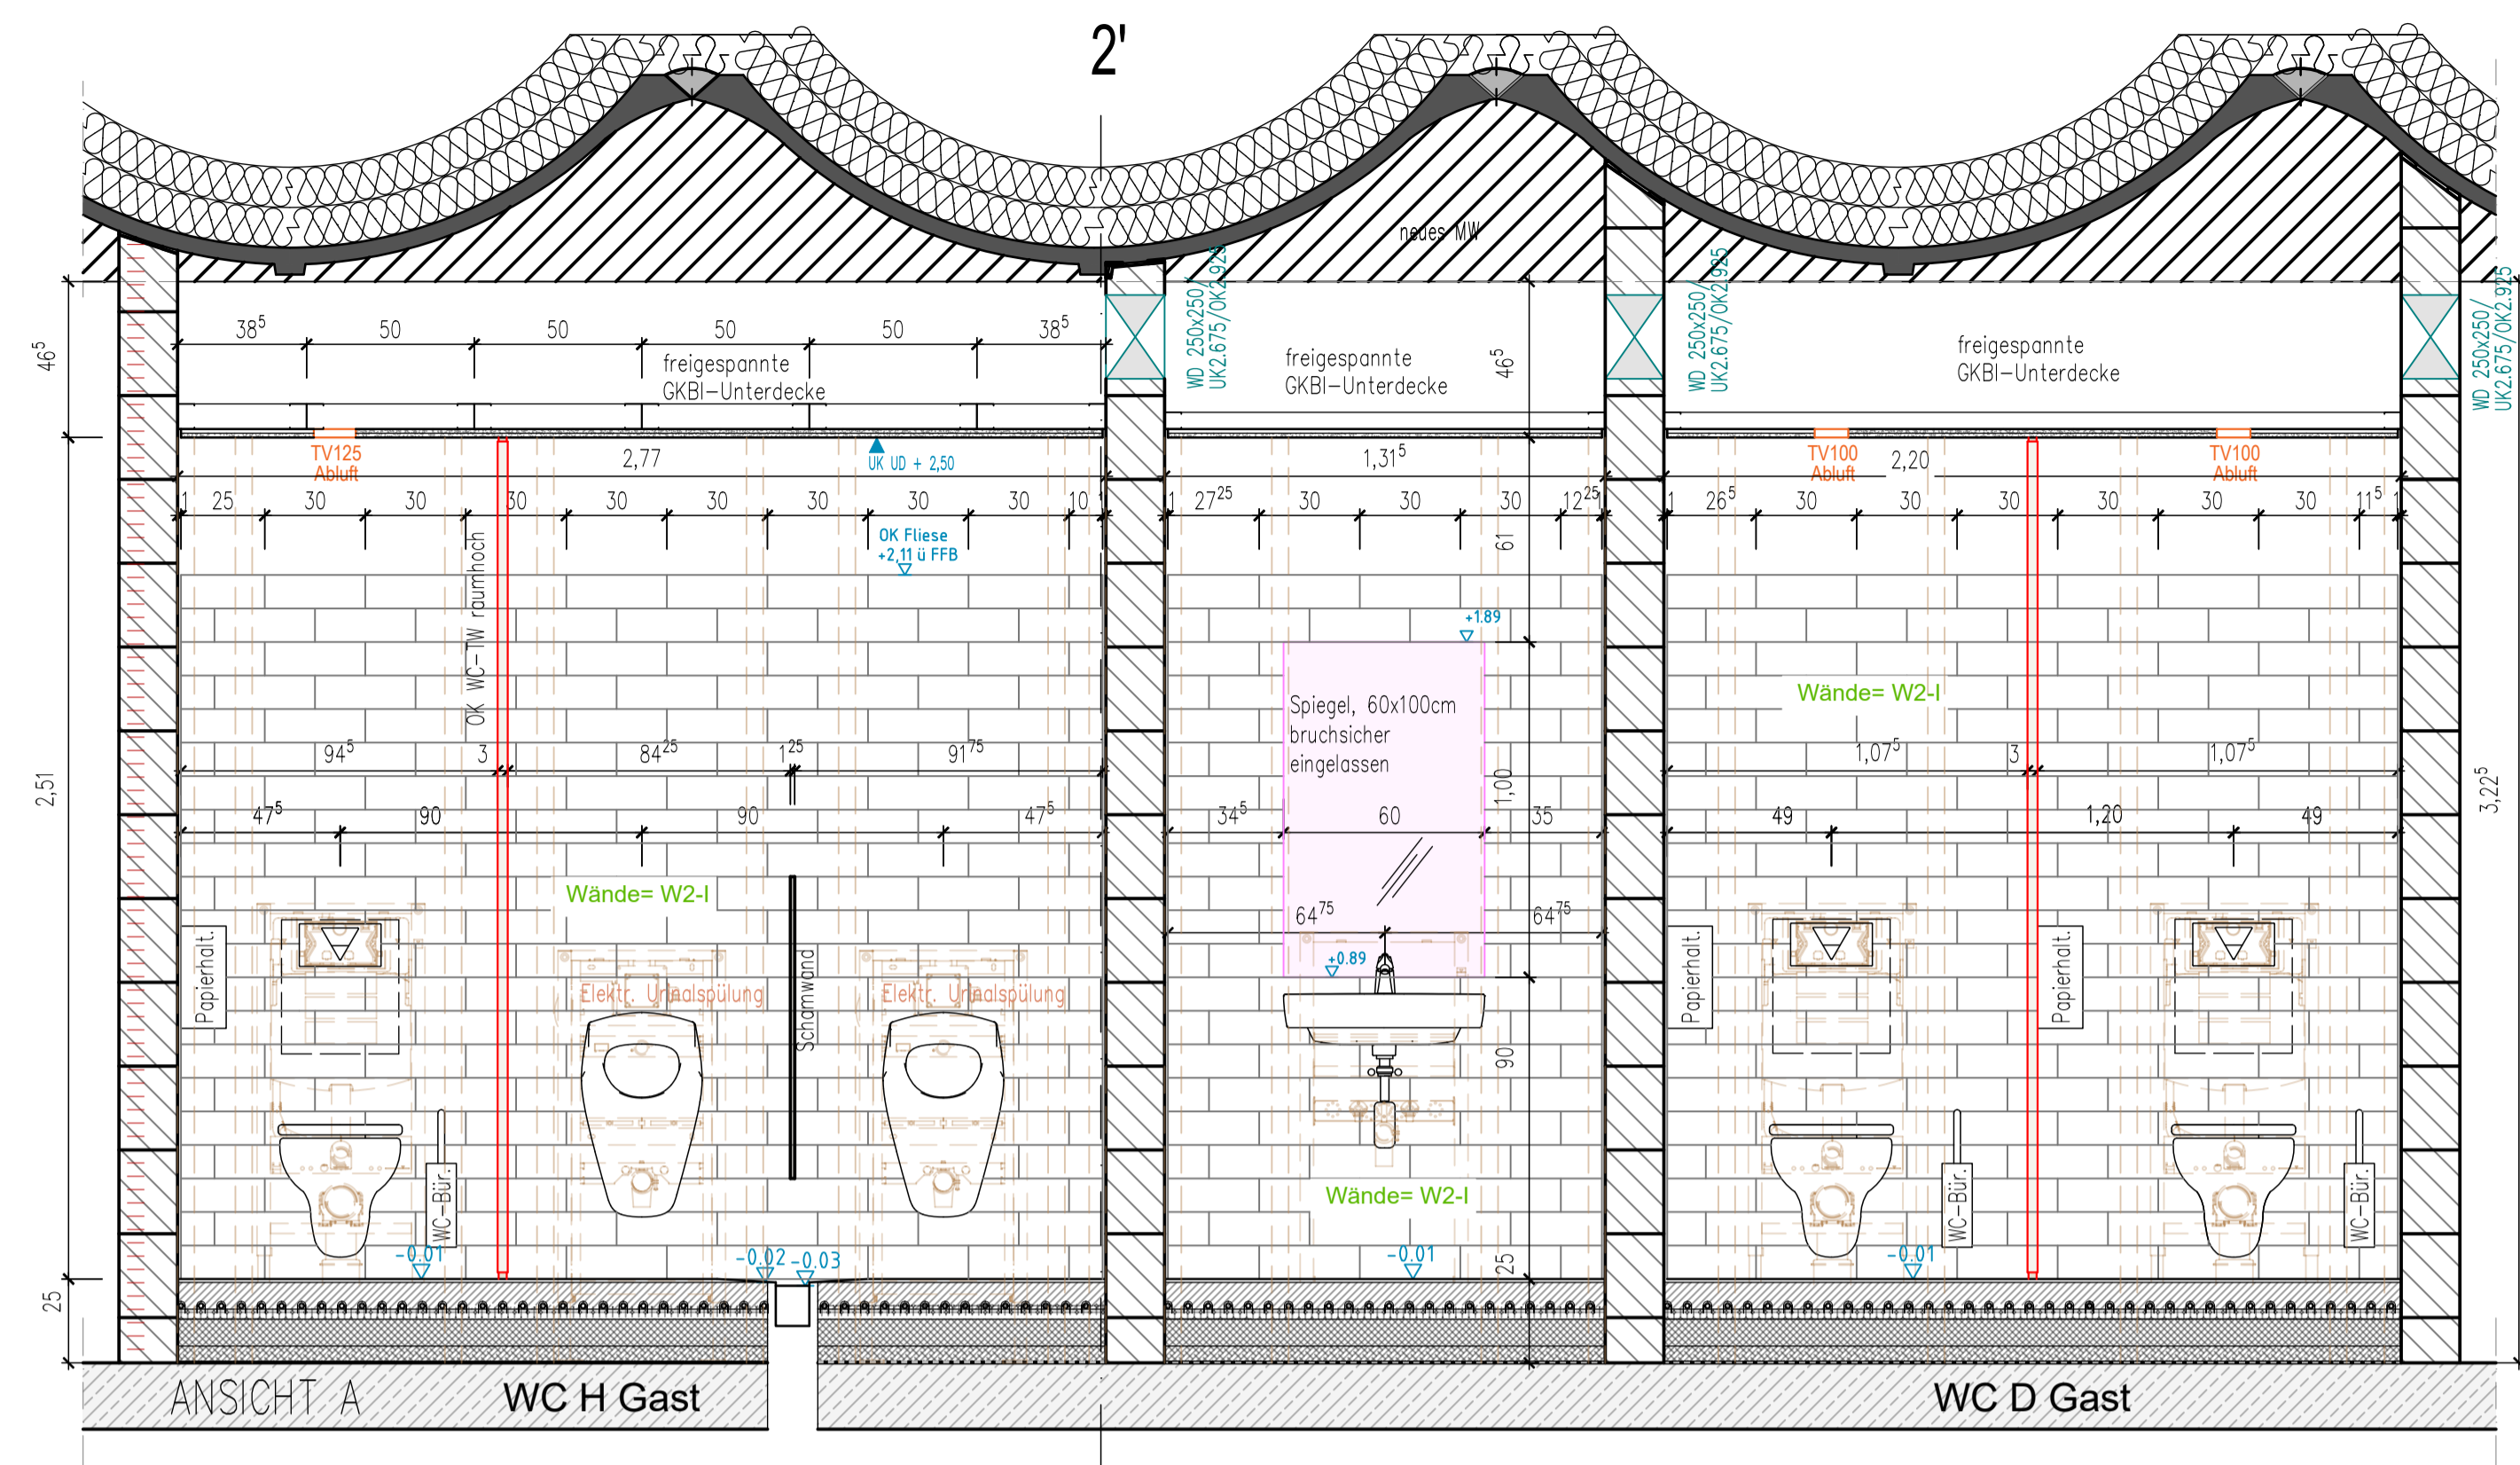 2'
neues MW
WD 250x250/
UK2.675/OK2.925
WD 250x250/
UK2.675/OK2.925
WD 250x250/
UK2.675/OK2.925
38⁵ 50 50 50 50 38⁵
46⁵
46⁵
freigespannte
GKBI-Unterdecke
freigespannte
GKBI-Unterdecke
freigespannte
GKBI-Unterdecke
TV125
Abluft
2,77
UK UD + 2,50
1,31⁵
TV100
Abluft
2,20
TV100
Abluft
1 25 30 30 30 30 30 30 30 30 10 1
1 27²⁵ 30 30 30 12²⁵
1 26⁵ 30 30 30 30 30 30 11⁵ 1
OK WC-TW raumhoch
OK Fliese
+2,11 ü FFB
61
+1.89
Spiegel, 60x100cm
bruchsicher
eingelassen
Wände= W2-I
94⁵ 3 84²⁵ 1²⁵ 91⁷⁵
1,00
1,07⁵ 3 1,07⁵
2,51
3,22⁵
47⁵ 90 90 47⁵
34⁵ 60 35
49 1,20 49
Wände= W2-I
64⁷⁵ 64⁷⁵
+0.89
Papierhalt.
Elektr. Urinalspülung
Schamwand
Elektr. Urinalspülung
Papierhalt.
Papierhalt.
90
WC-Bür.
Wände= W2-I
WC-Bür.
WC-Bür.
-0.01
-0.02 -0.03
-0.01
-0.01
25
25
ANSICHT A
WC H Gast
WC D Gast